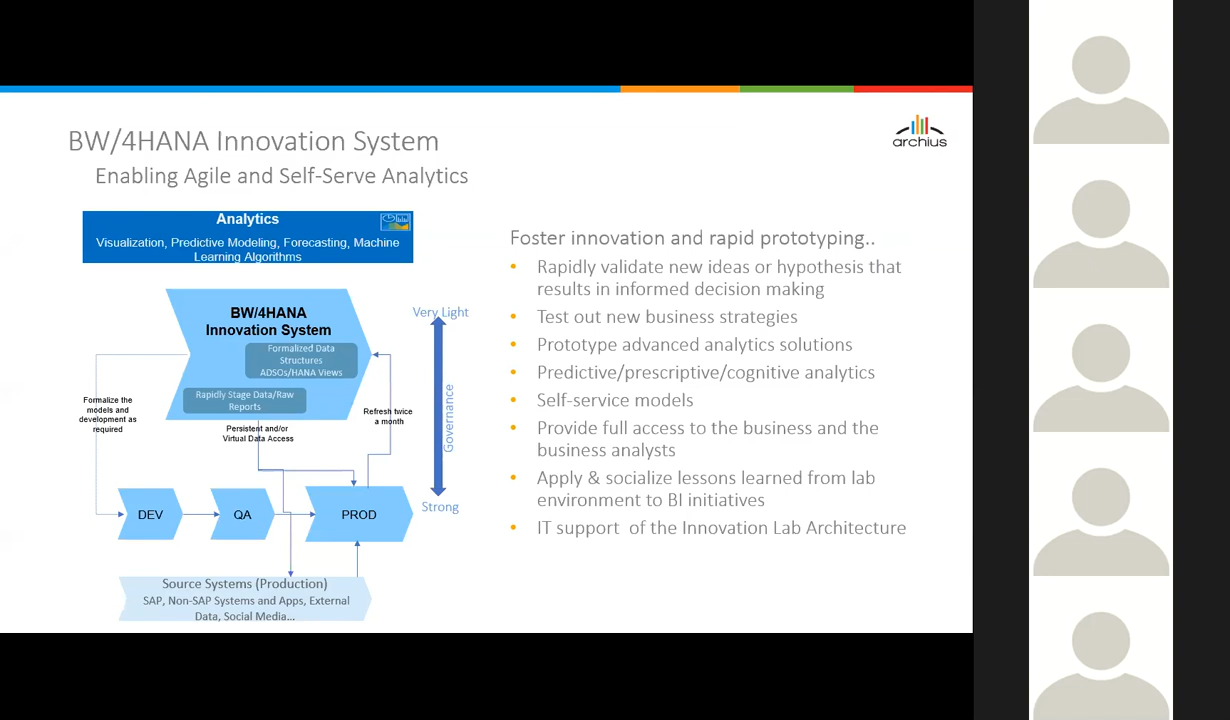 BW/4HANA Innovation System
Enabling Agile and Self-Serve Analytics
archius
Analytics
Visualization, Predictive Modeling, Forecasting, Machine
Learning Algorithms
BW/4HANA
Innovation System
Formalized Data
Structures
ADSOs/HANA Views
Rapidly Stage Data/Raw
Reports
Formalize the
models and
development as
required
Persistent and/or
Virtual Data Access
Refresh twice
a month
Very Light
Governance
Strong
DEV
QA
PROD
Source Systems (Production)
SAP, Non-SAP Systems and Apps, External
Data, Social Media…
Foster innovation and rapid prototyping..
• Rapidly validate new ideas or hypothesis that
results in informed decision making
• Test out new business strategies
• Prototype advanced analytics solutions
• Predictive/prescriptive/cognitive analytics
• Self-service models
• Provide full access to the business and the
business analysts
• Apply & socialize lessons learned from lab
environment to BI initiatives
• IT support  of the Innovation Lab Architecture